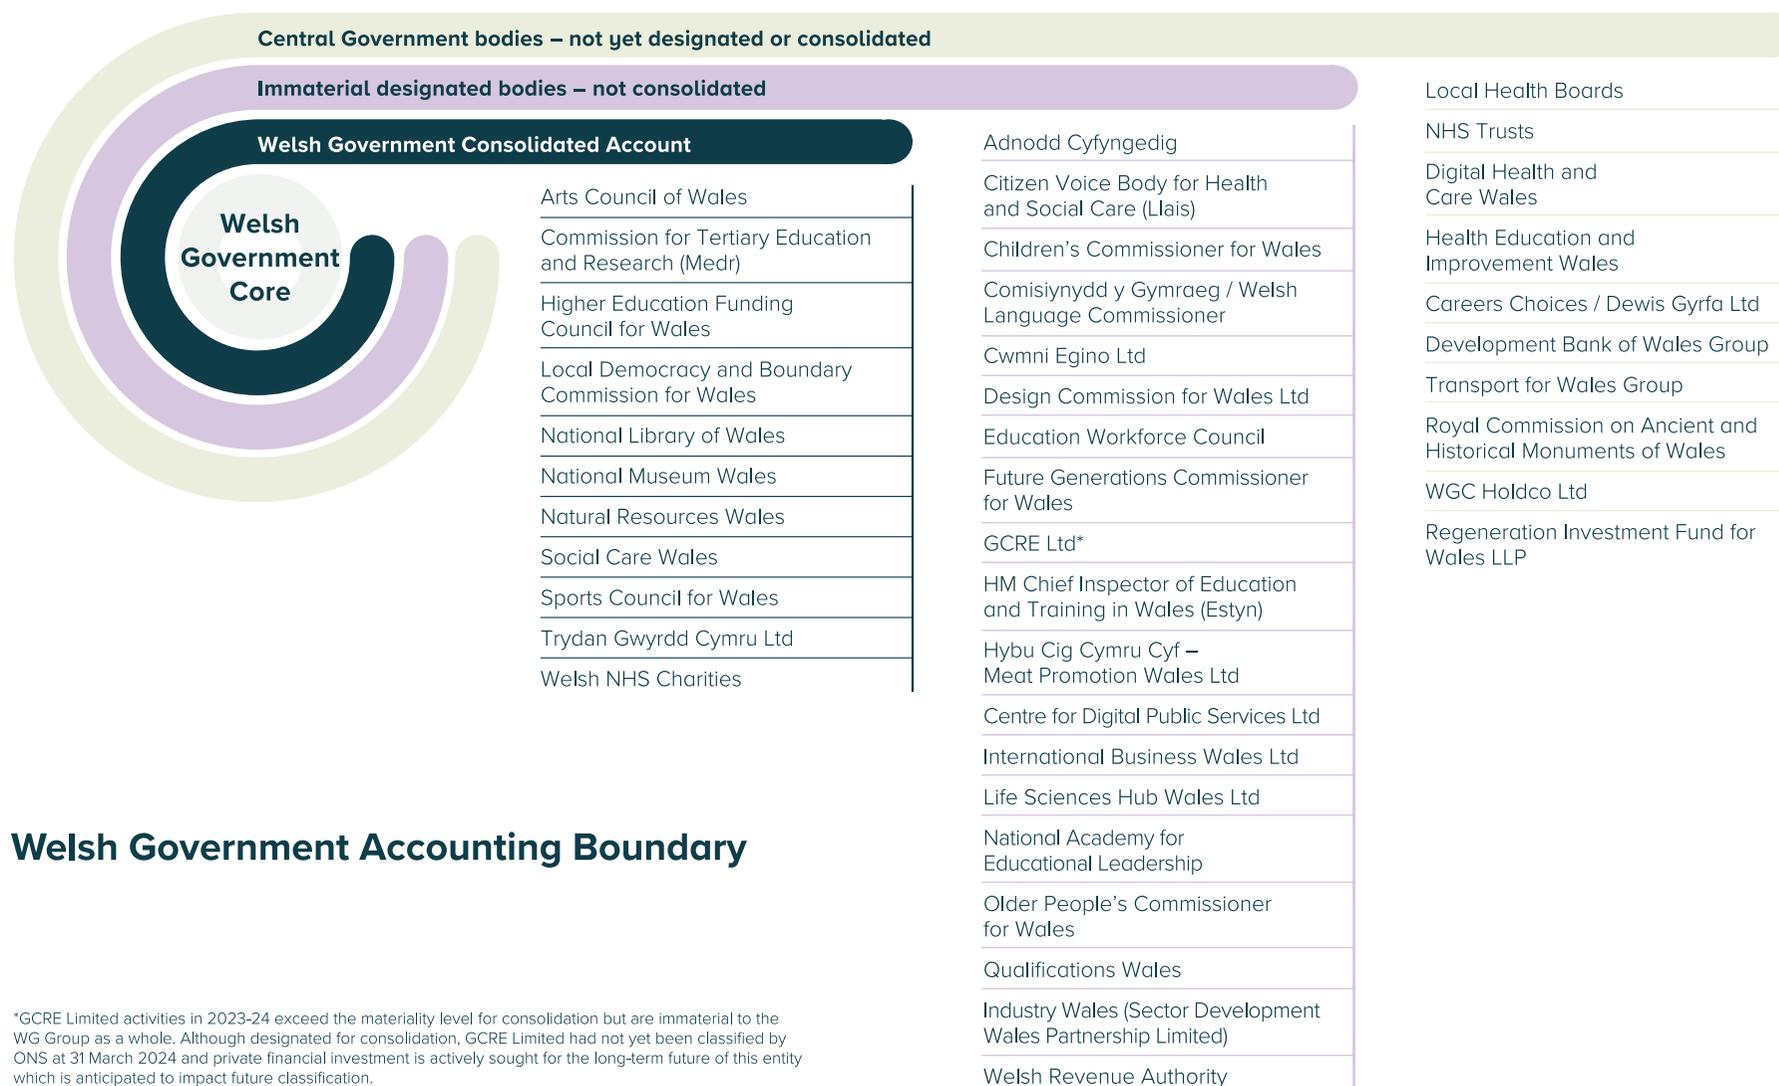 Central Government bodies – not yet designated or consolidated
Immaterial designated bodies – not consolidated
Welsh Government Consolidated Account
Welsh
Government
Core
Arts Council of Wales
Commission for Tertiary Education
and Research (Medr)
Higher Education Funding
Council for Wales
Local Democracy and Boundary
Commission for Wales
National Library of Wales
National Museum Wales
Natural Resources Wales
Social Care Wales
Sports Council for Wales
Trydan Gwyrdd Cymru Ltd
Welsh NHS Charities
Adnodd Cyfyngedig
Citizen Voice Body for Health
and Social Care (Llais)
Children’s Commissioner for Wales
Comisiynydd y Gymraeg / Welsh
Language Commissioner
Cwmni Egino Ltd
Design Commission for Wales Ltd
Education Workforce Council
Future Generations Commissioner
for Wales
GCRE Ltd*
HM Chief Inspector of Education
and Training in Wales (Estyn)
Hybu Cig Cymru Cyf –
Meat Promotion Wales Ltd
Centre for Digital Public Services Ltd
International Business Wales Ltd
Life Sciences Hub Wales Ltd
National Academy for
Educational Leadership
Older People’s Commissioner
for Wales
Qualifications Wales
Industry Wales (Sector Development
Wales Partnership Limited)
Welsh Revenue Authority
Local Health Boards
NHS Trusts
Digital Health and
Care Wales
Health Education and
Improvement Wales
Careers Choices / Dewis Gyrfa Ltd
Development Bank of Wales Group
Transport for Wales Group
Royal Commission on Ancient and
Historical Monuments of Wales
WGC Holdco Ltd
Regeneration Investment Fund for
Wales LLP
Welsh Government Accounting Boundary
*GCRE Limited activities in 2023-24 exceed the materiality level for consolidation but are immaterial to the
WG Group as a whole. Although designated for consolidation, GCRE Limited had not yet been classified by
ONS at 31 March 2024 and private financial investment is actively sought for the long-term future of this entity
which is anticipated to impact future classification.